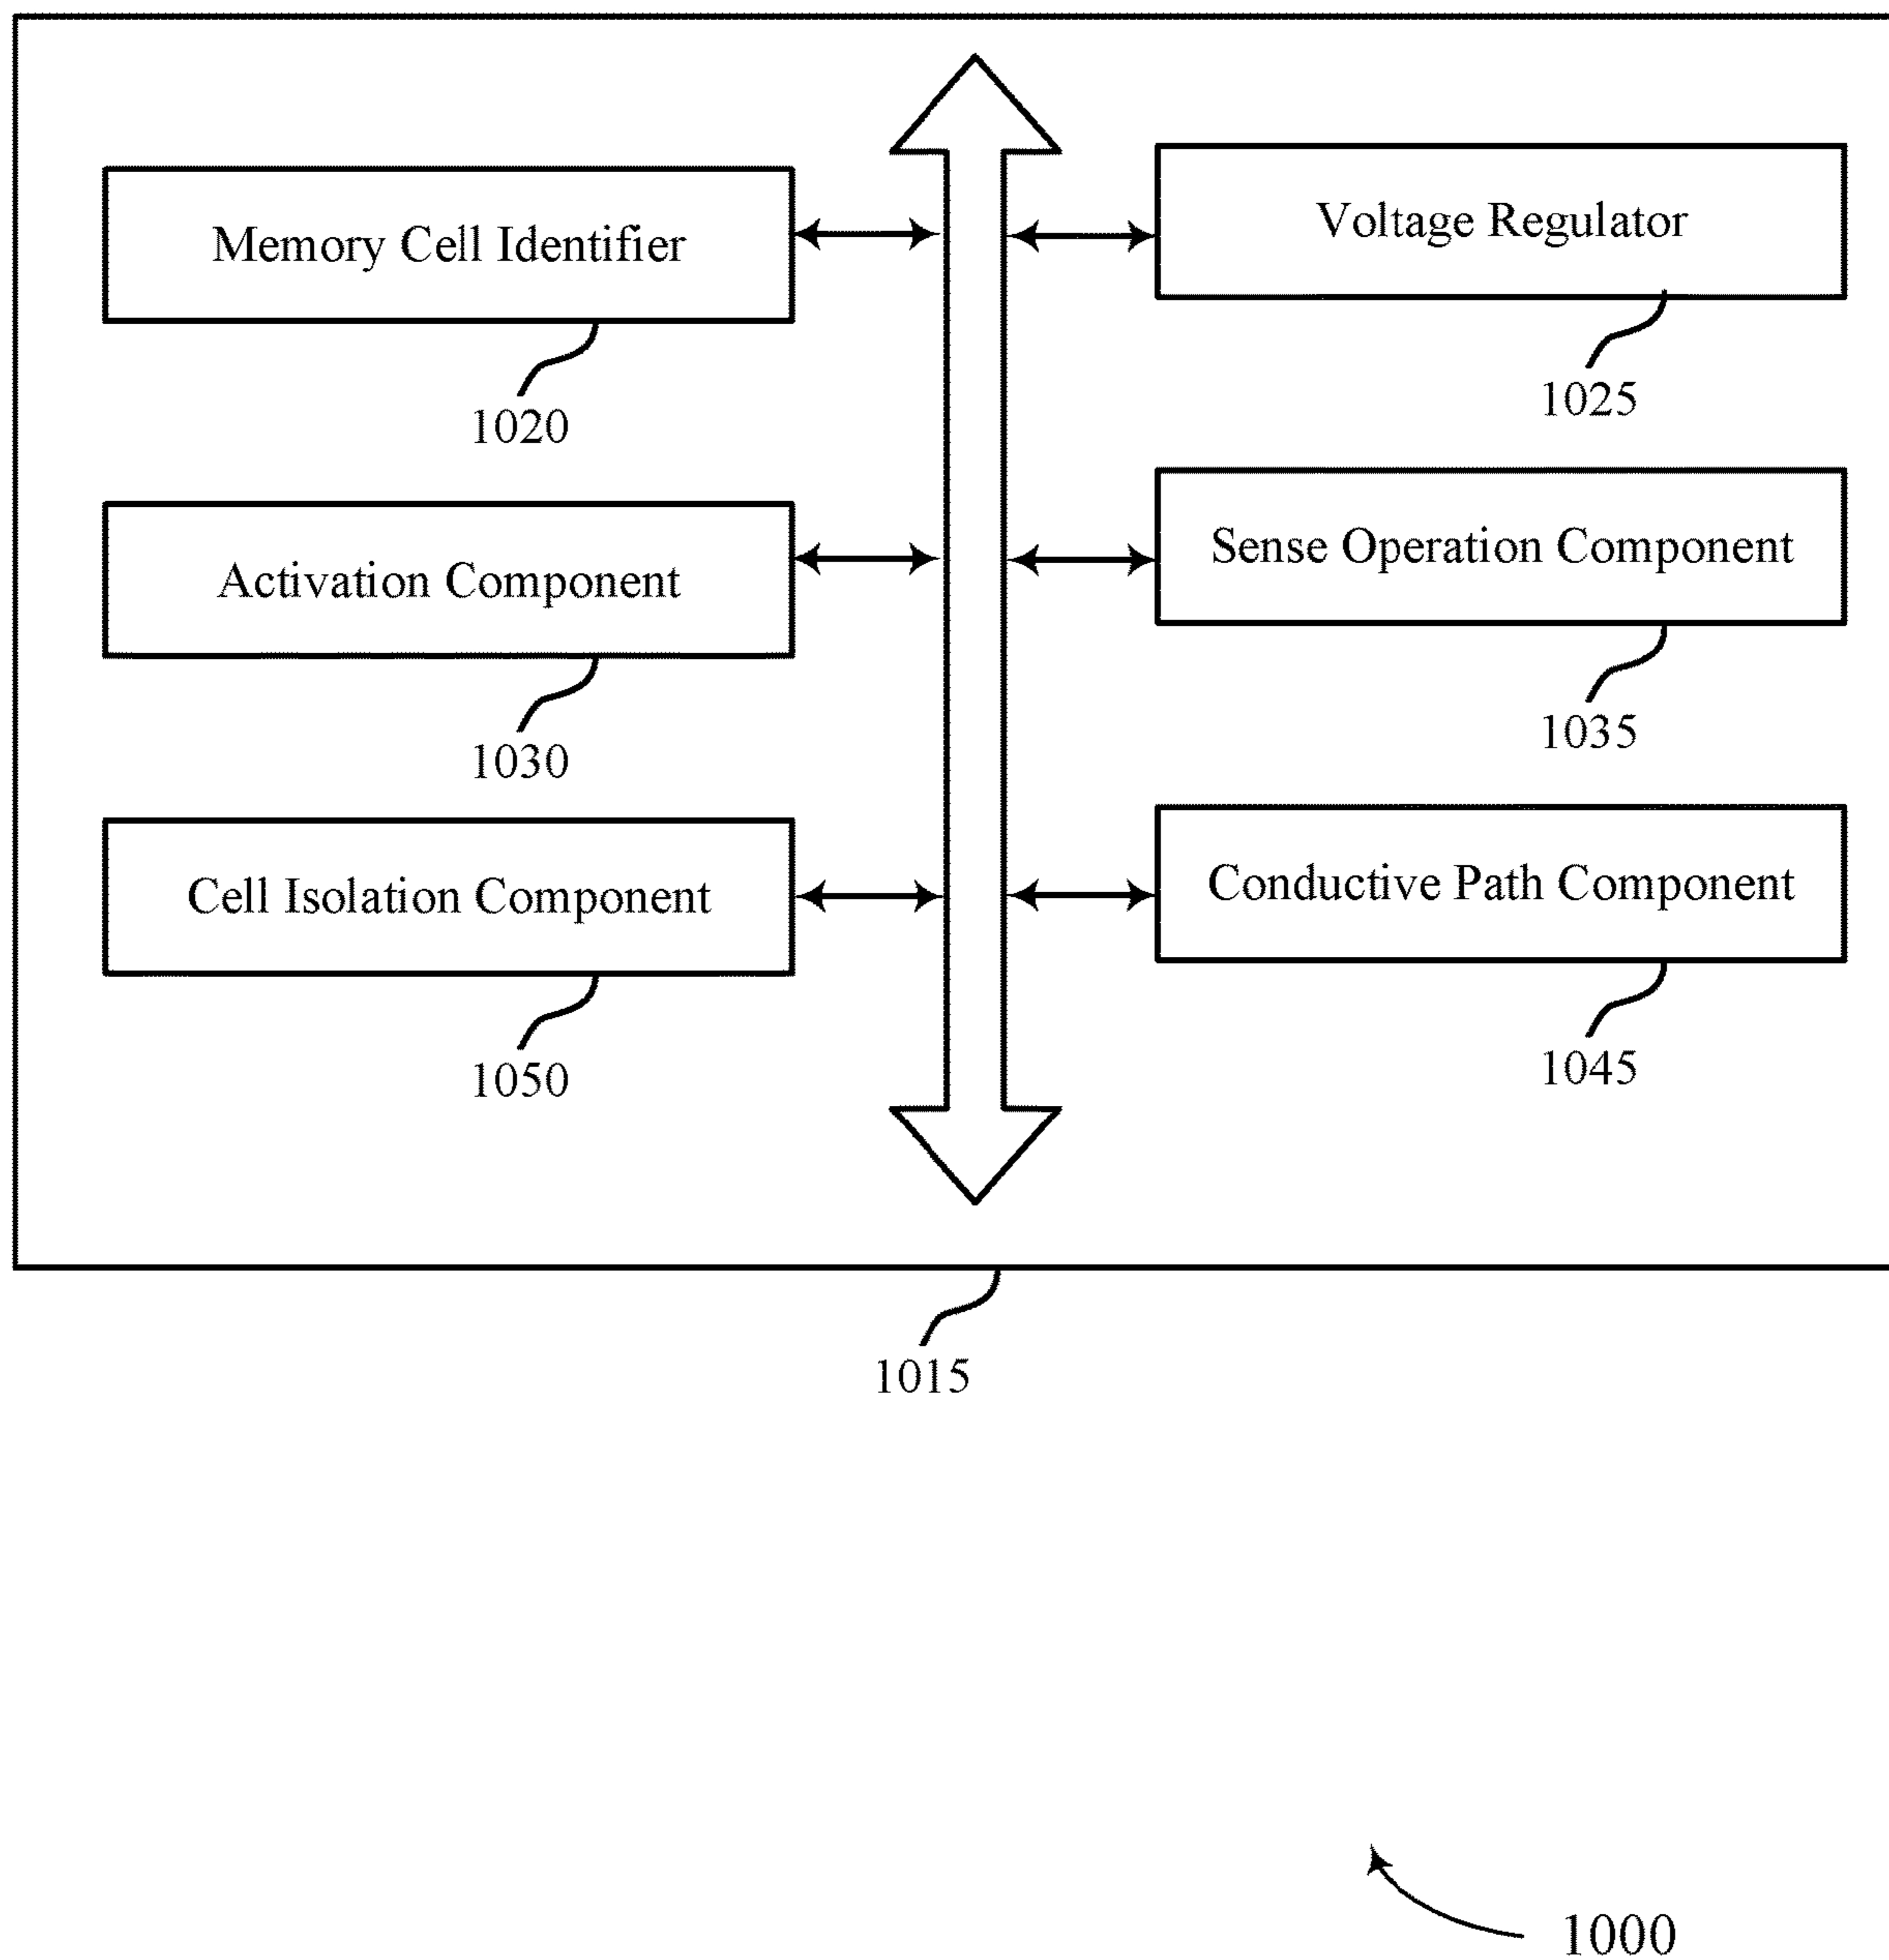 Memory Cell Identifier
1020
Voltage Regulator
1025
Activation Component
1030
Sense Operation Component
1035
Cell Isolation Component
1050
Conductive Path Component
1045
1015
1000